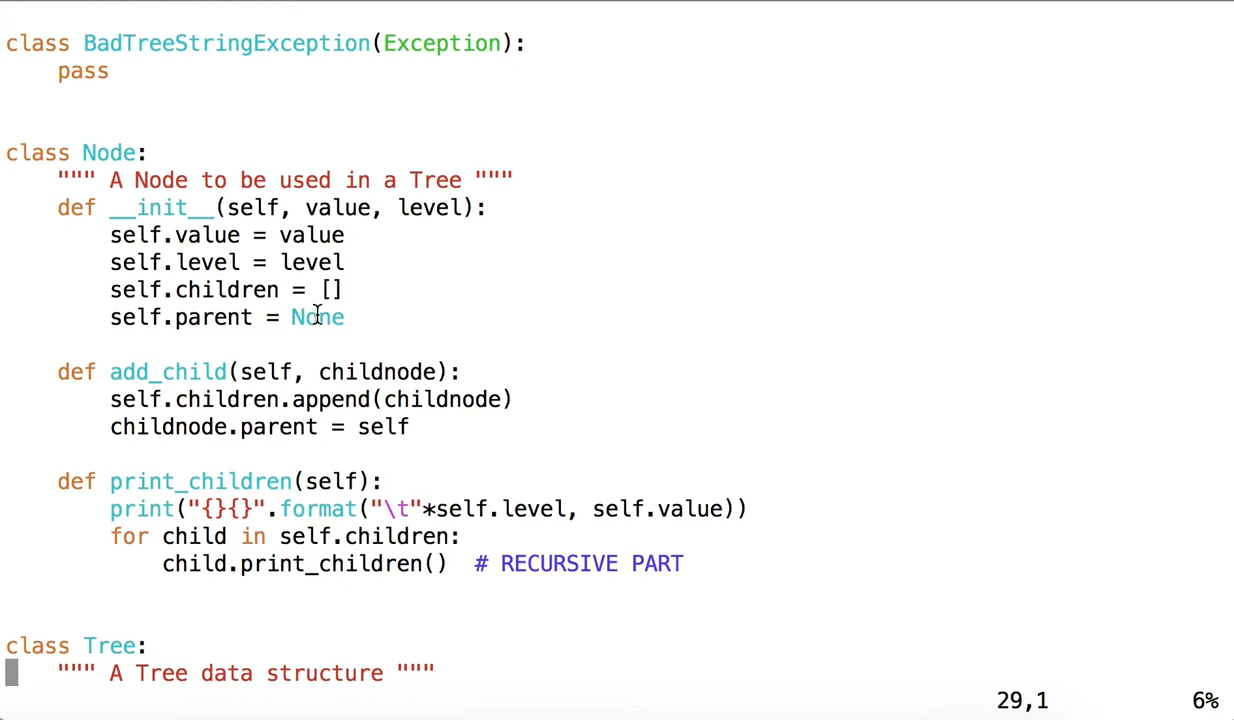 class BadTreeStringException(Exception):
    pass
class Node:
    """ A Node to be used in a Tree """
    def __init__(self, value, level):
        self.value = value
        self.level = level
        self.children = []
        self.parent = None
    def add_child(self, childnode):
        self.children.append(childnode)
        childnode.parent = self
    def print_children(self):
        print("{}{}".format("\t"*self.level, self.value))
        for child in self.children:
            child.print_children()  # RECURSIVE PART
class Tree:
    """ A Tree data structure """
29,1 6%